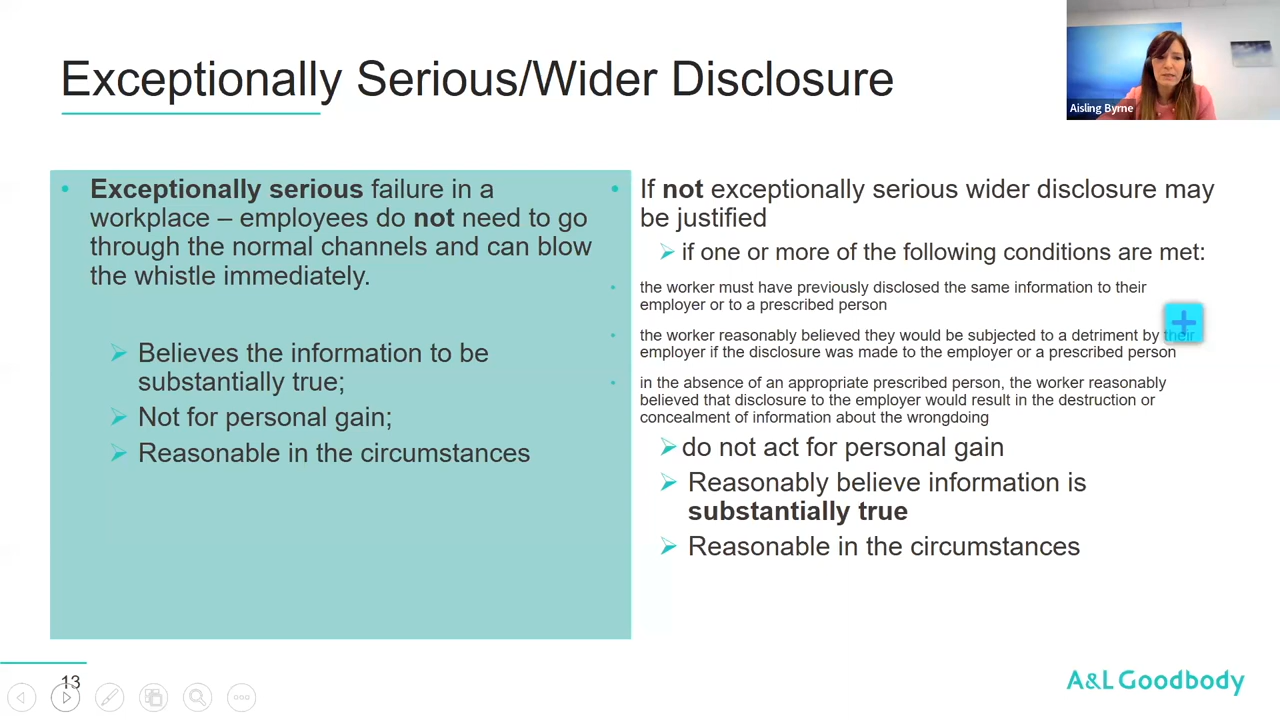 Exceptionally Serious/Wider Disclosure
Aisling Byrne
• Exceptionally serious failure in a
workplace – employees do not need to go
through the normal channels and can blow
the whistle immediately.
➢ Believes the information to be
substantially true;
➢ Not for personal gain;
➢ Reasonable in the circumstances
• If not exceptionally serious wider disclosure may
be justified
➢ if one or more of the following conditions are met:
• the worker must have previously disclosed the same information to their
employer or to a prescribed person
• the worker reasonably believed they would be subjected to a detriment by their
employer if the disclosure was made to the employer or a prescribed person
• in the absence of an appropriate prescribed person, the worker reasonably
believed that disclosure to the employer would result in the destruction or
concealment of information about the wrongdoing
➢ do not act for personal gain
➢ Reasonably believe information is
substantially true
➢ Reasonable in the circumstances
13
A&L Goodbody